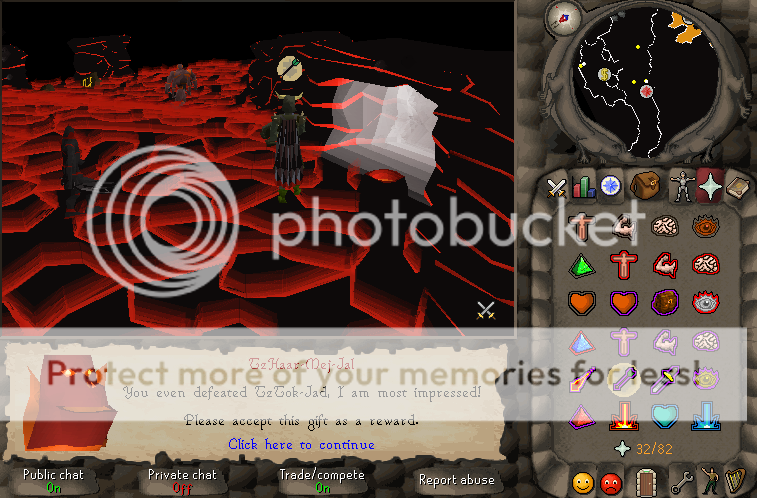 photobucket
Protect more of your memories for less!
TzHaar-Mej-Jal
You even defeated TzTok-Jad, I am most impressed!
Please accept this gift as a reward.
Click here to continue
32/82
Public chat
On
Private chat
Off
Trade/compete
On
Report abuse